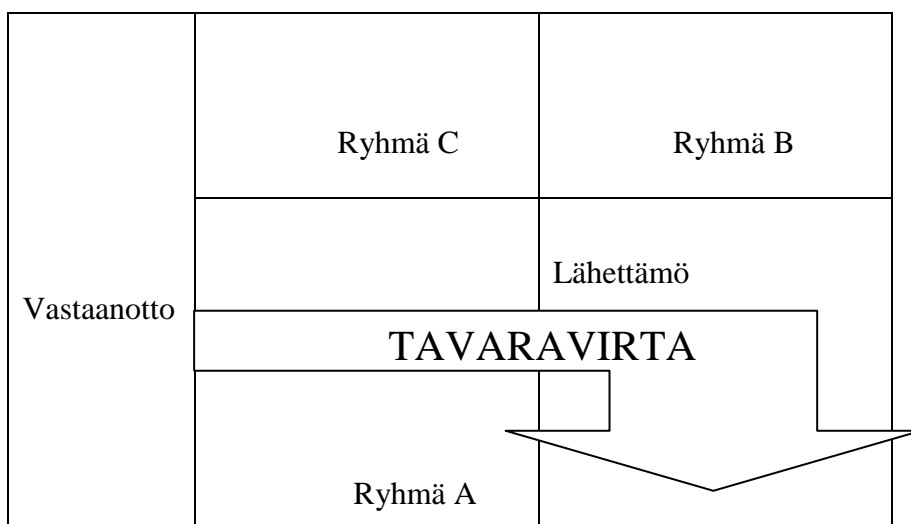 Ryhmä C
Ryhmä B
Lähettämö
Vastaanotto
TAVARAVIRTA
Ryhmä A